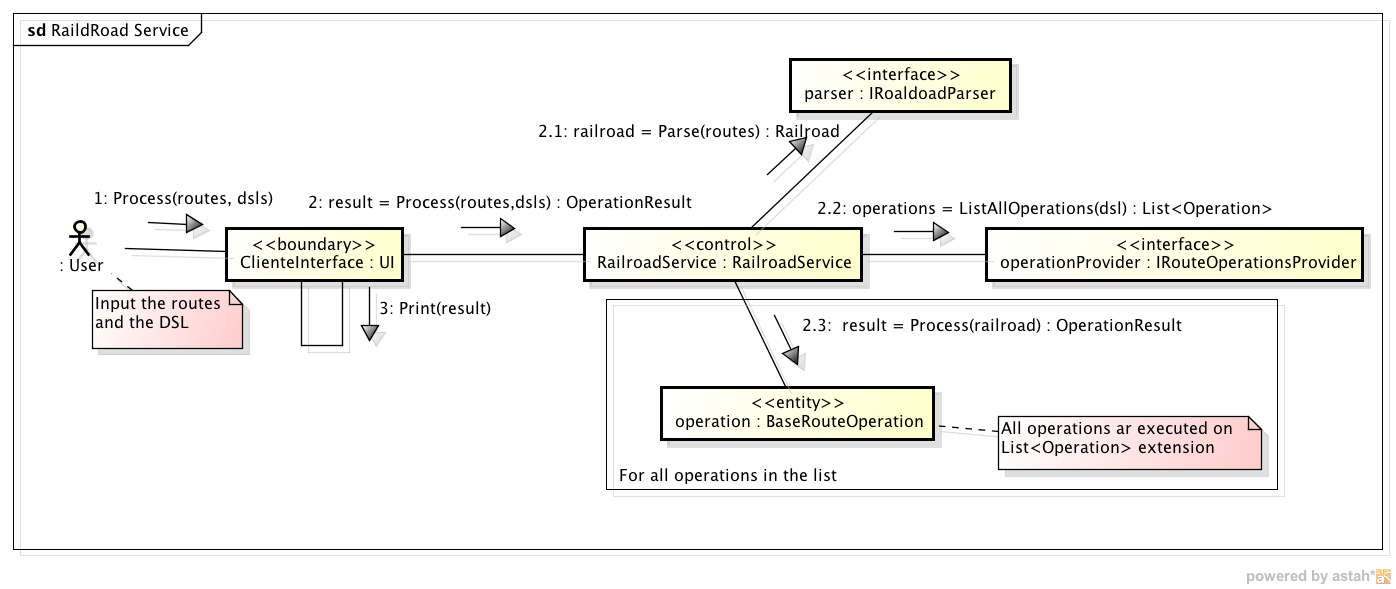 sd RaildRoad Service
<<interface>>
parser : IRoaldoadParser
2.1: railroad = Parse(routes) : Railroad
1: Process(routes, dsls)
2: result = Process(routes,dsls) : OperationResult
2.2: operations = ListAllOperations(dsl) : List<Operation>
: User
<<boundary>>
ClienteInterface : UI
<<control>>
RailroadService : RailroadService
<<interface>>
operationProvider : IRouteOperationsProvider
Input the routes
and the DSL
3: Print(result)
2.3:  result = Process(railroad) : OperationResult
<<entity>>
operation : BaseRouteOperation
All operations ar executed on
List<Operation> extension
For all operations in the list
powered by astah*